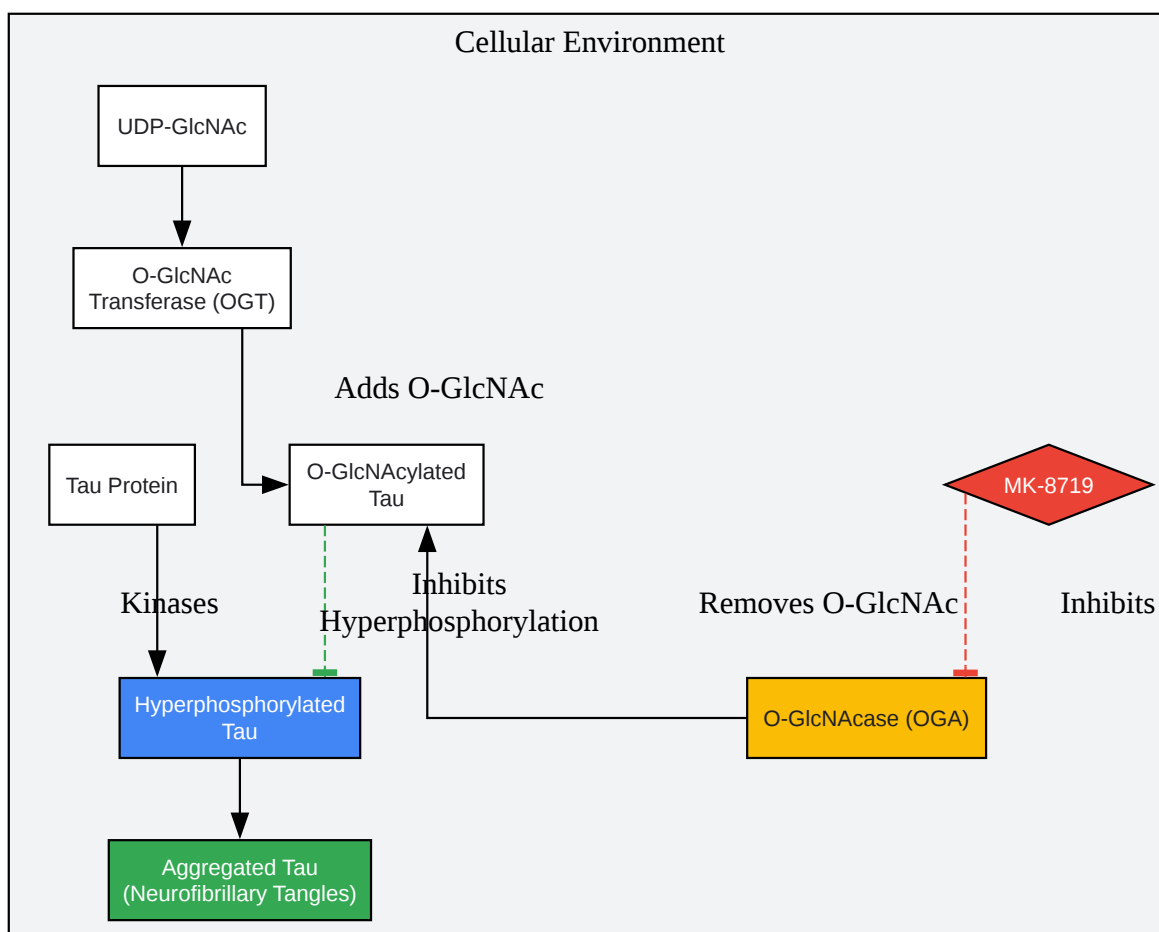 Cellular Environment
UDP-GlcNAc
O-GlcNAc
Transferase (OGT)
Adds O-GlcNAc
Tau Protein
O-GlcNAcylated
Tau
MK-8719
Kinases
Inhibits
Hyperphosphorylation
Removes O-GlcNAc
Inhibits
Hyperphosphorylated
Tau
O-GlcNAcase (OGA)
Aggregated Tau
(Neurofibrillary Tangles)